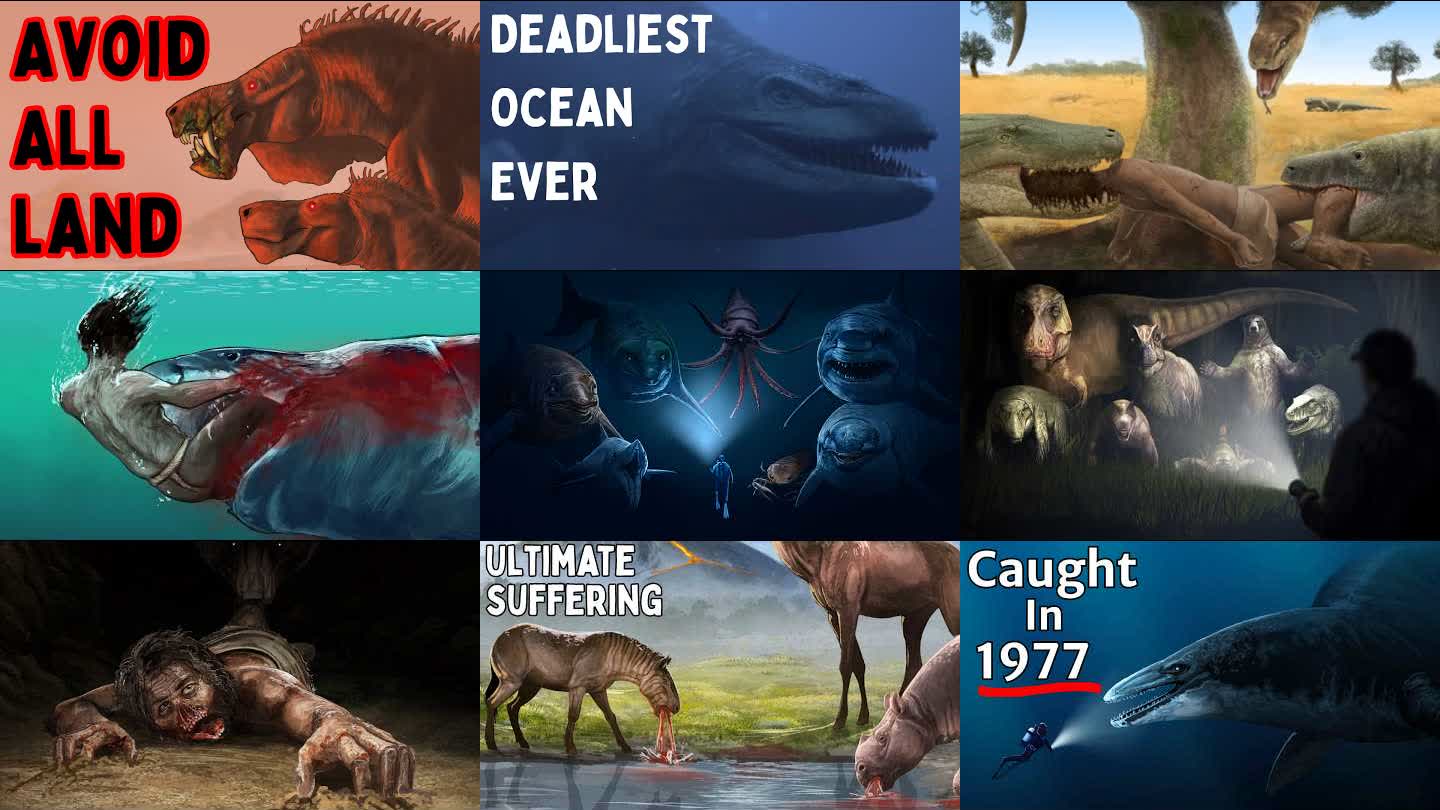 AVOID
ALL
LAND
DEADLIEST
OCEAN
EVER
ULTIMATE
SUFFERING
Caught
In
1977